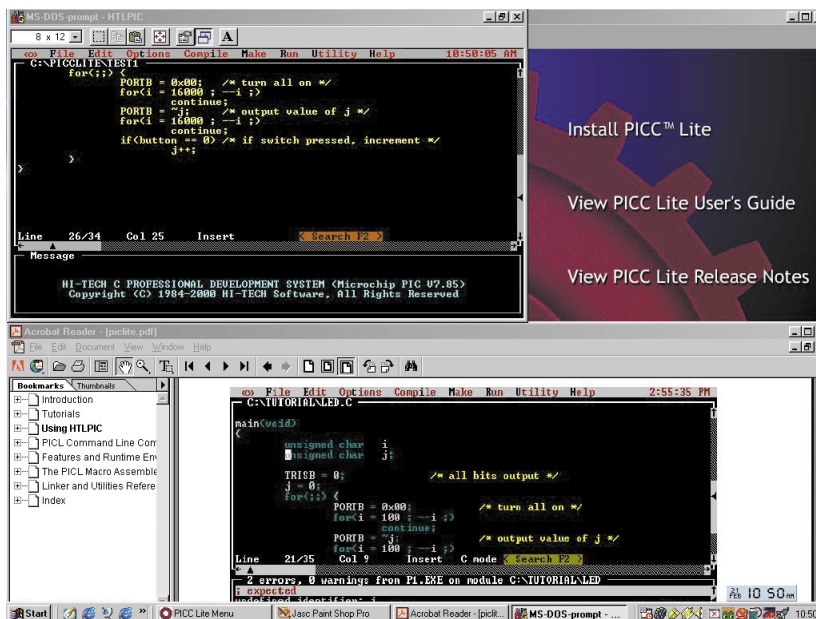 MS-DOS-prompt - HTLPIC
8 x 12
A
<o> File Edit Options Compile Make Run Utility Help 10:50:05 AM
C:\PICCLITE\TEST1
for(;;) {
PORTB = 0x00; /* turn all on */
for(i = 16000 ; --i ;)
continue;
PORTB = ~j; /* output value of j */
for(i = 16000 ; --i ;)
continue;
if(button == 0) /* if switch pressed, increment */
j++;
}
}
Line 26/34 Col 25 Insert < Search F2 >
Message
HI-TECH C PROFESSIONAL DEVELOPMENT SYSTEM (Microchip PIC V7.85)
Copyright (C) 1984-2000 HI-TECH Software, All Rights Reserved
Install PICC™ Lite
View PICC Lite User's Guide
View PICC Lite Release Notes
Acrobat Reader - [piclite.pdf]
File Edit Document View Window Help
Bookmarks Thumbnails
Introduction
Tutorials
Using HTLPIC
PICL Command Line Com
Features and Runtime Env
The PICL Macro Assemble
Linker and Utilities Refere
Index
<o> File Edit Options Compile Make Run Utility Help 2:55:35 PM
C:\TUTORIAL\LED.C
main(void)
{
unsigned char i
unsigned char j;
TRISB = 0; /* all bits output */
j = 0;
for(;;) {
PORTB = 0x00; /* turn all on */
for(i = 100 ; --i ;)
continue;
PORTB = ~j; /* output value of j */
for(i = 100 ; --i ;)
Line 21/35 Col 9 Insert C mode < Search F2 >
2 errors, 0 warnings from P1.EXE on module C:\TUTORIAL\LED
; expected
undefined identifier: i
21 FEB 10 50 AM
Start » PICC Lite Menu Jasc Paint Shop Pro Acrobat Reader - [piclit... MS-DOS-prompt - ... 10:50